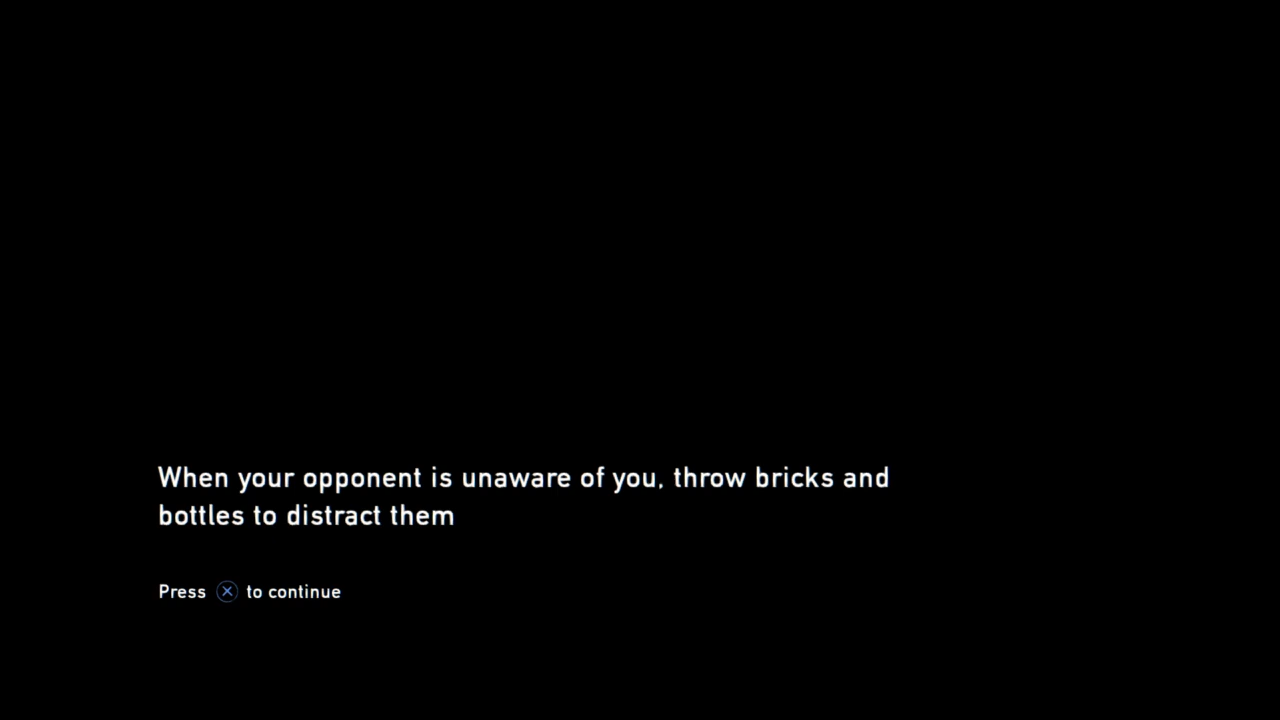 When your opponent is unaware of you, throw bricks and
bottles to distract them
Press ⓧ to continue